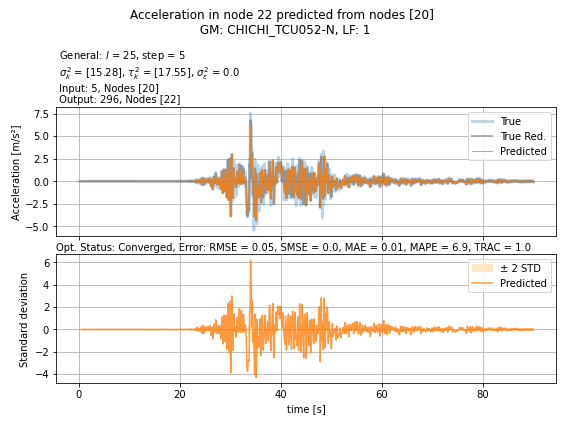 Acceleration in node 22 predicted from nodes [20]
GM: CHICHI_TCU052-N, LF: 1
General: l = 25, step = 5
σ²ₖ = [15.28], τ²ₖ = [17.55], σ²ε = 0.0
Input: 5, Nodes [20]
Output: 296, Nodes [22]
Acceleration [m/s²]
7.5
5.0
2.5
0.0
−2.5
−5.0
True
True Red.
Predicted
Opt. Status: Converged, Error: RMSE = 0.05, SMSE = 0.0, MAE = 0.01, MAPE = 6.9, TRAC = 1.0
Standard deviation
6
4
2
0
−2
−4
± 2 STD
Predicted
0
20
40
60
80
time [s]